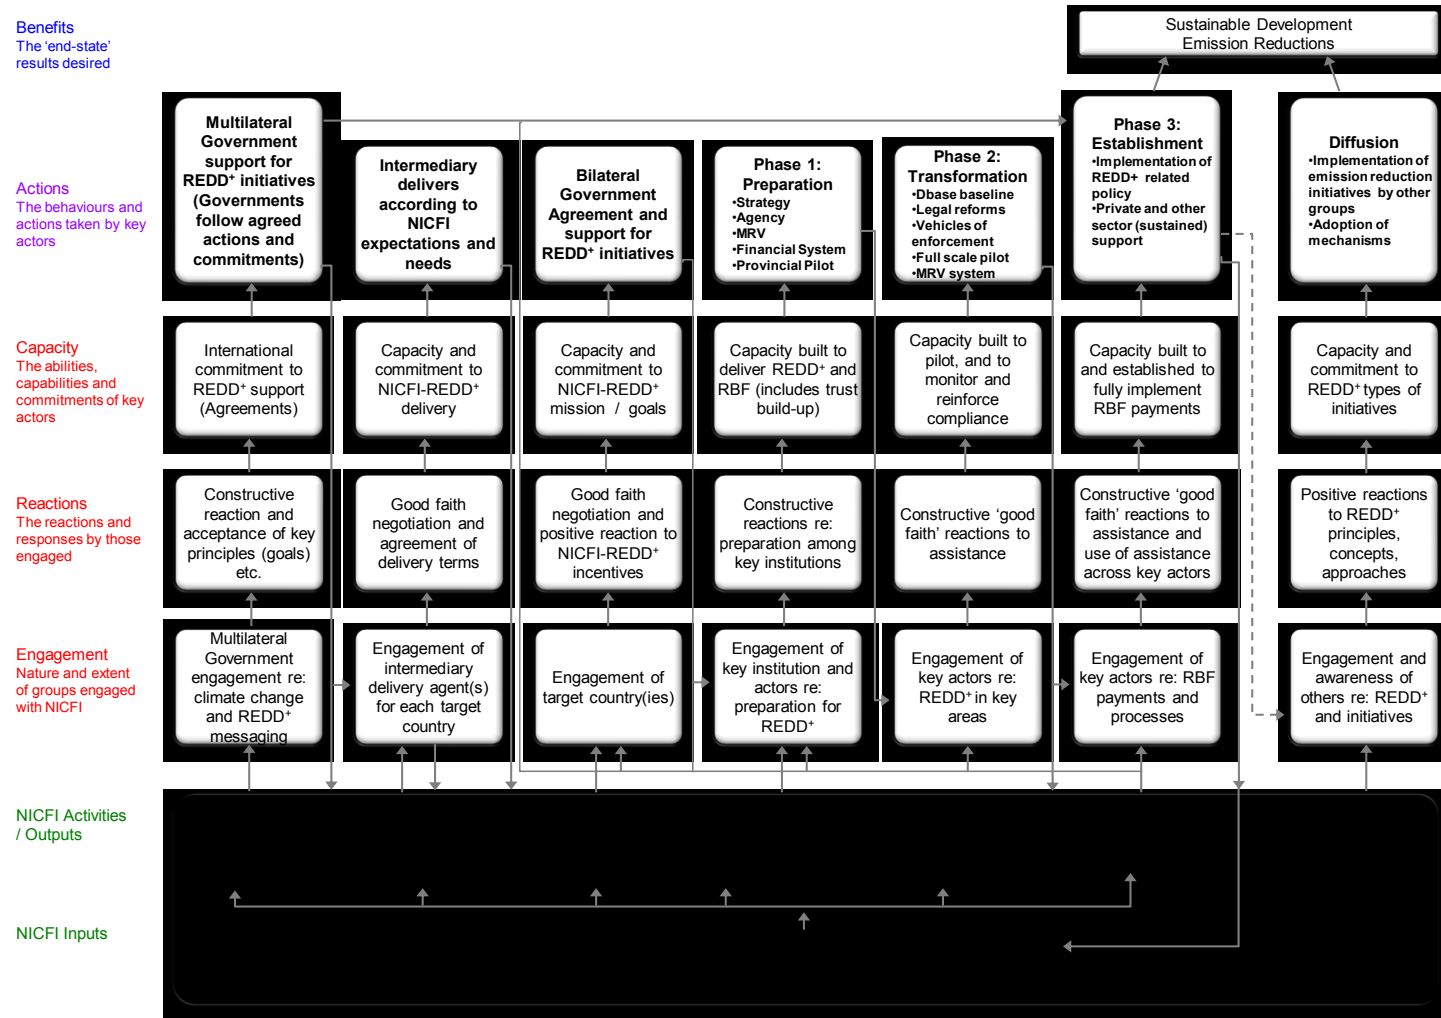 Benefits
The ‘end-state’
results desired
Sustainable Development
Emission Reductions
Actions
The behaviours and
actions taken by key
actors
Multilateral
Government
support for
REDD⁺ initiatives
(Governments
follow agreed
actions and
commitments)
Intermediary
delivers
according to
NICFI
expectations and
needs
Bilateral
Government
Agreement and
support for
REDD⁺ initiatives
Phase 1:
Preparation
•Strategy
•Agency
•MRV
•Financial System
•Provincial Pilot
Phase 2:
Transformation
•Dbase baseline
•Legal reforms
•Vehicles of
enforcement
•Full scale pilot
•MRV system
Phase 3:
Establishment
•Implementation of
REDD+ related
policy
•Private and other
sector (sustained)
support
Diffusion
•Implementation of
emission reduction
initiatives by other
groups
•Adoption of
mechanisms
Capacity
The abilities,
capabilities and
commitments of key
actors
International
commitment to
REDD⁺ support
(Agreements)
Capacity and
commitment to
NICFI-REDD⁺
delivery
Capacity and
commitment to
NICFI-REDD⁺
mission / goals
Capacity built to
deliver REDD⁺ and
RBF (includes trust
build-up)
Capacity built to
pilot, and to
monitor and
reinforce
compliance
Capacity built to
and established to
fully implement
RBF payments
Capacity and
commitment to
REDD⁺ types of
initiatives
Reactions
The reactions and
responses by those
engaged
Constructive
reaction and
acceptance of key
principles (goals)
etc.
Good faith
negotiation and
agreement of
delivery terms
Good faith
negotiation and
positive reaction to
NICFI-REDD⁺
incentives
Constructive
reactions re:
preparation among
key institutions
Constructive ‘good
faith’ reactions to
assistance
Constructive ‘good
faith’ reactions to
assistance and
use of assistance
across key actors
Positive reactions
to REDD⁺
principles,
concepts,
approaches
Engagement
Nature and extent
of groups engaged
with NICFI
Multilateral
Government
engagement re:
climate change
and REDD⁺
messaging
Engagement of
intermediary
delivery agent(s)
for each target
country
Engagement of
target country(ies)
Engagement of
key institution and
actors re:
preparation for
REDD⁺
Engagement of
key actors re:
REDD⁺ in key
areas
Engagement of
key actors re: RBF
payments and
processes
Engagement and
awareness of
others re: REDD⁺
and initiatives
NICFI Activities
/ Outputs
NICFI Inputs